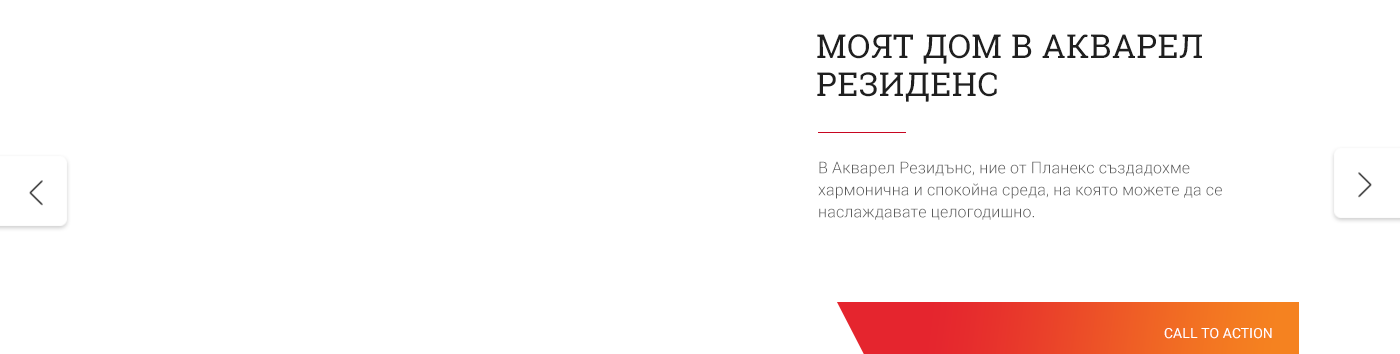 МОЯТ ДОМ В АКВАРЕЛ
РЕЗИДЕНС
В Акварел Резидънс, ние от Планекс създадохме
хармонична и спокойна среда, на която можете да се
наслаждавате целогодишно.
CALL TO ACTION